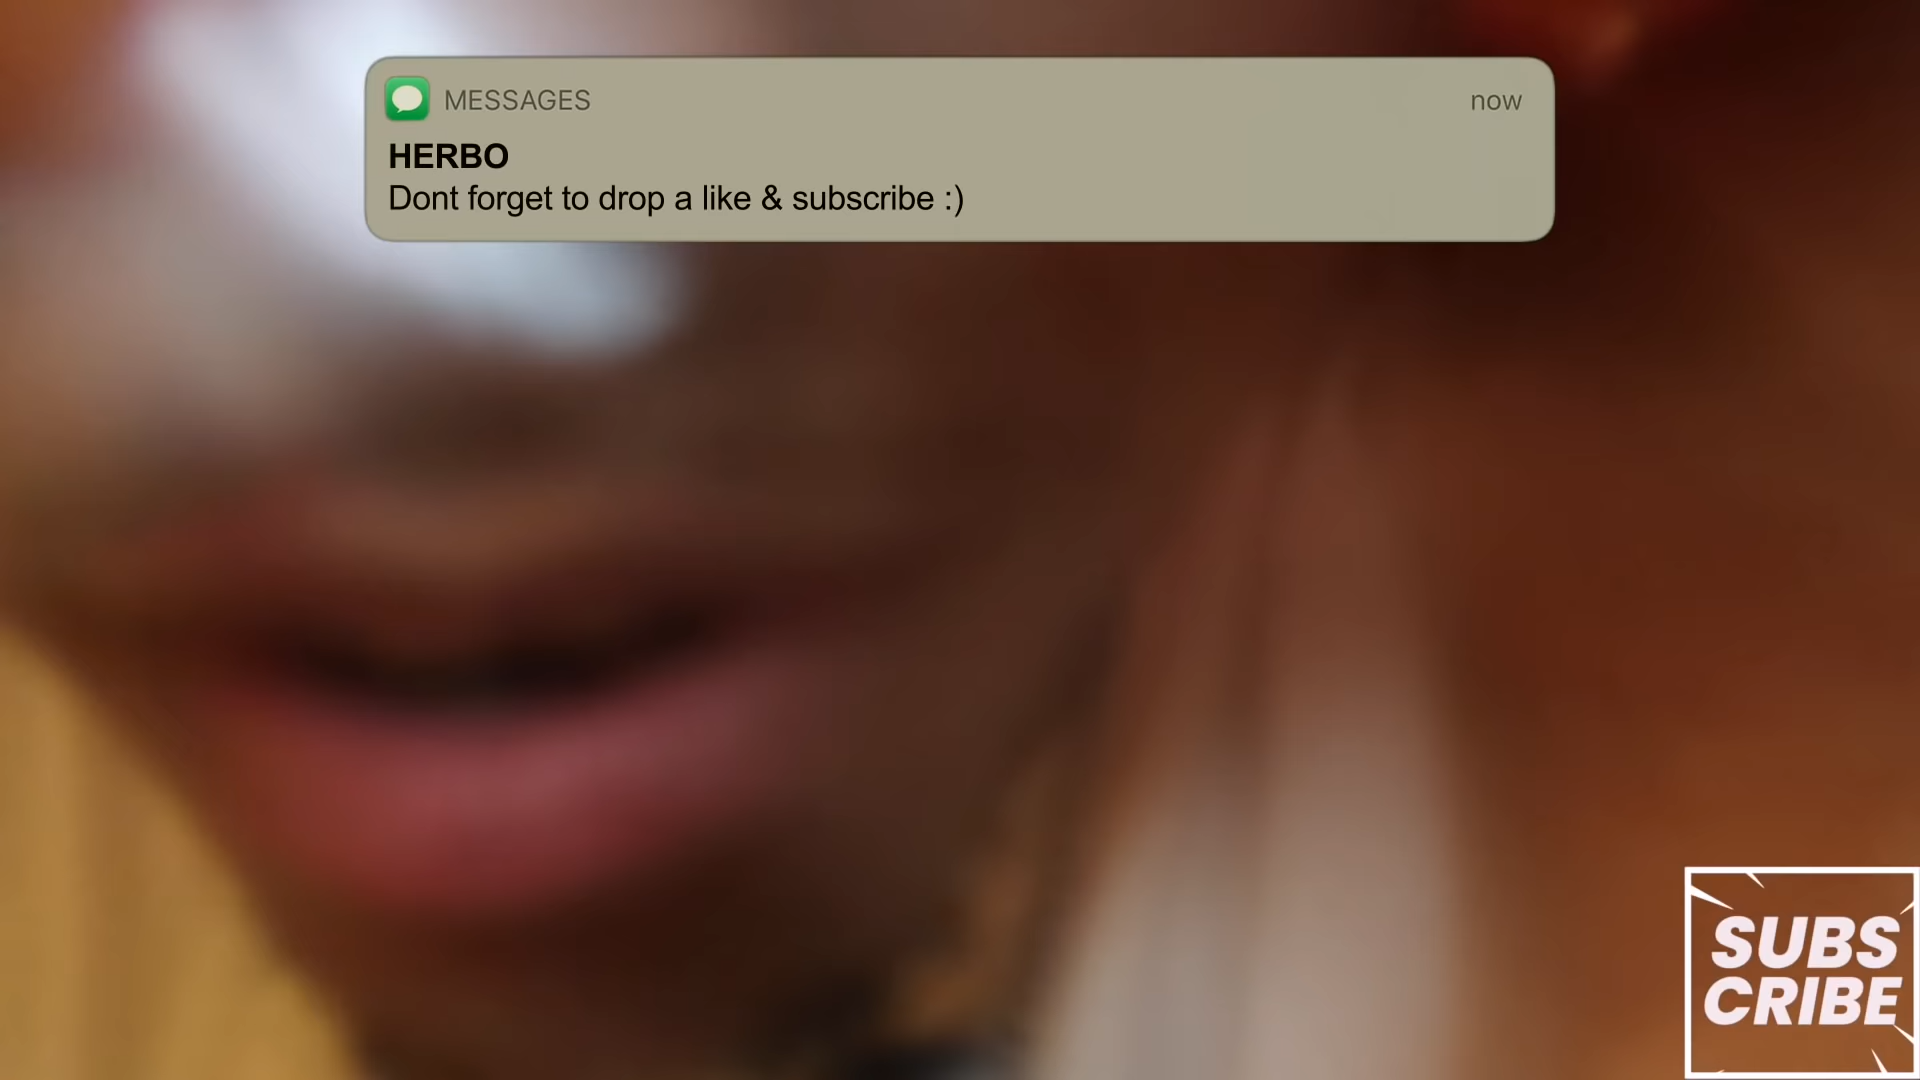 MESSAGES now
HERBO
Dont forget to drop a like & subscribe :)
SUBS
CRIBE